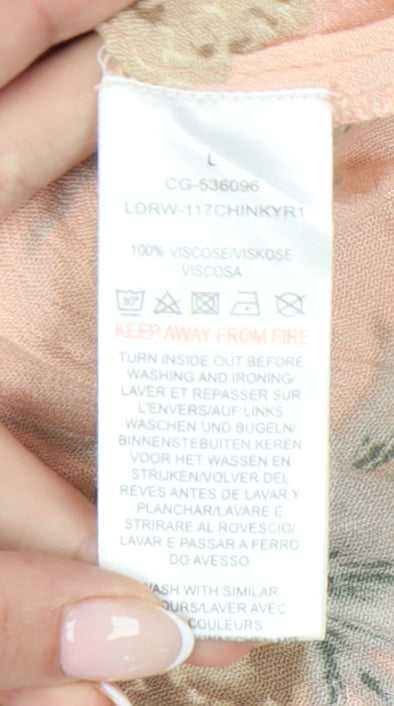 L
CG-536096
LDRW-117CHINKYR1
100% VISCOSE/VISKOSE
VISCOSA
30°
KEEP AWAY FROM FIRE
TURN INSIDE OUT BEFORE
WASHING AND IRONING/
LAVER ET REPASSER SUR
L'ENVERS/AUF LINKS
WASCHEN UND BUGELN/
BINNENSTEBUITEN KEREN
VOOR HET WASSEN EN
STRIJKEN/VOLVER DEL
REVES ANTES DE LAVAR Y
PLANCHAR/LAVARE E
STRIRARE AL ROVESCIO/
LAVAR E PASSAR A FERRO
DO AVESSO
WASH WITH SIMILAR
OURS/LAVER AVEC
COULEURS